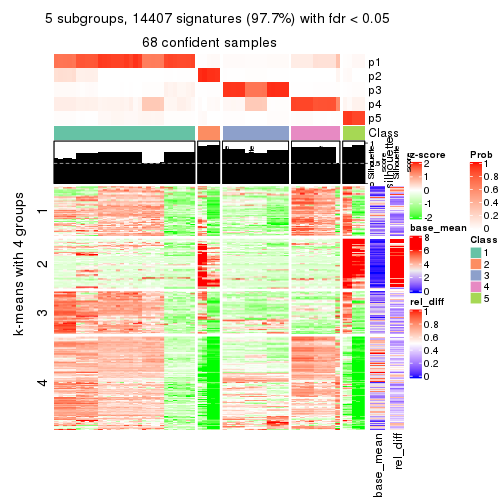 5 subgroups, 14407 signatures (97.7%) with fdr < 0.05
68 confident samples
p1
p2
p3
p4
p5
Class
silhouette
k-means with 4 groups
1
2
3
4
base_mean
rel_diff
z-score
2
1
0
-1
-2
base_mean
8
6
4
2
0
rel_diff
1
0.8
0.6
0.4
0.2
0
Prob
1
0.8
0.6
0.4
0.2
0
Class
1
2
3
4
5